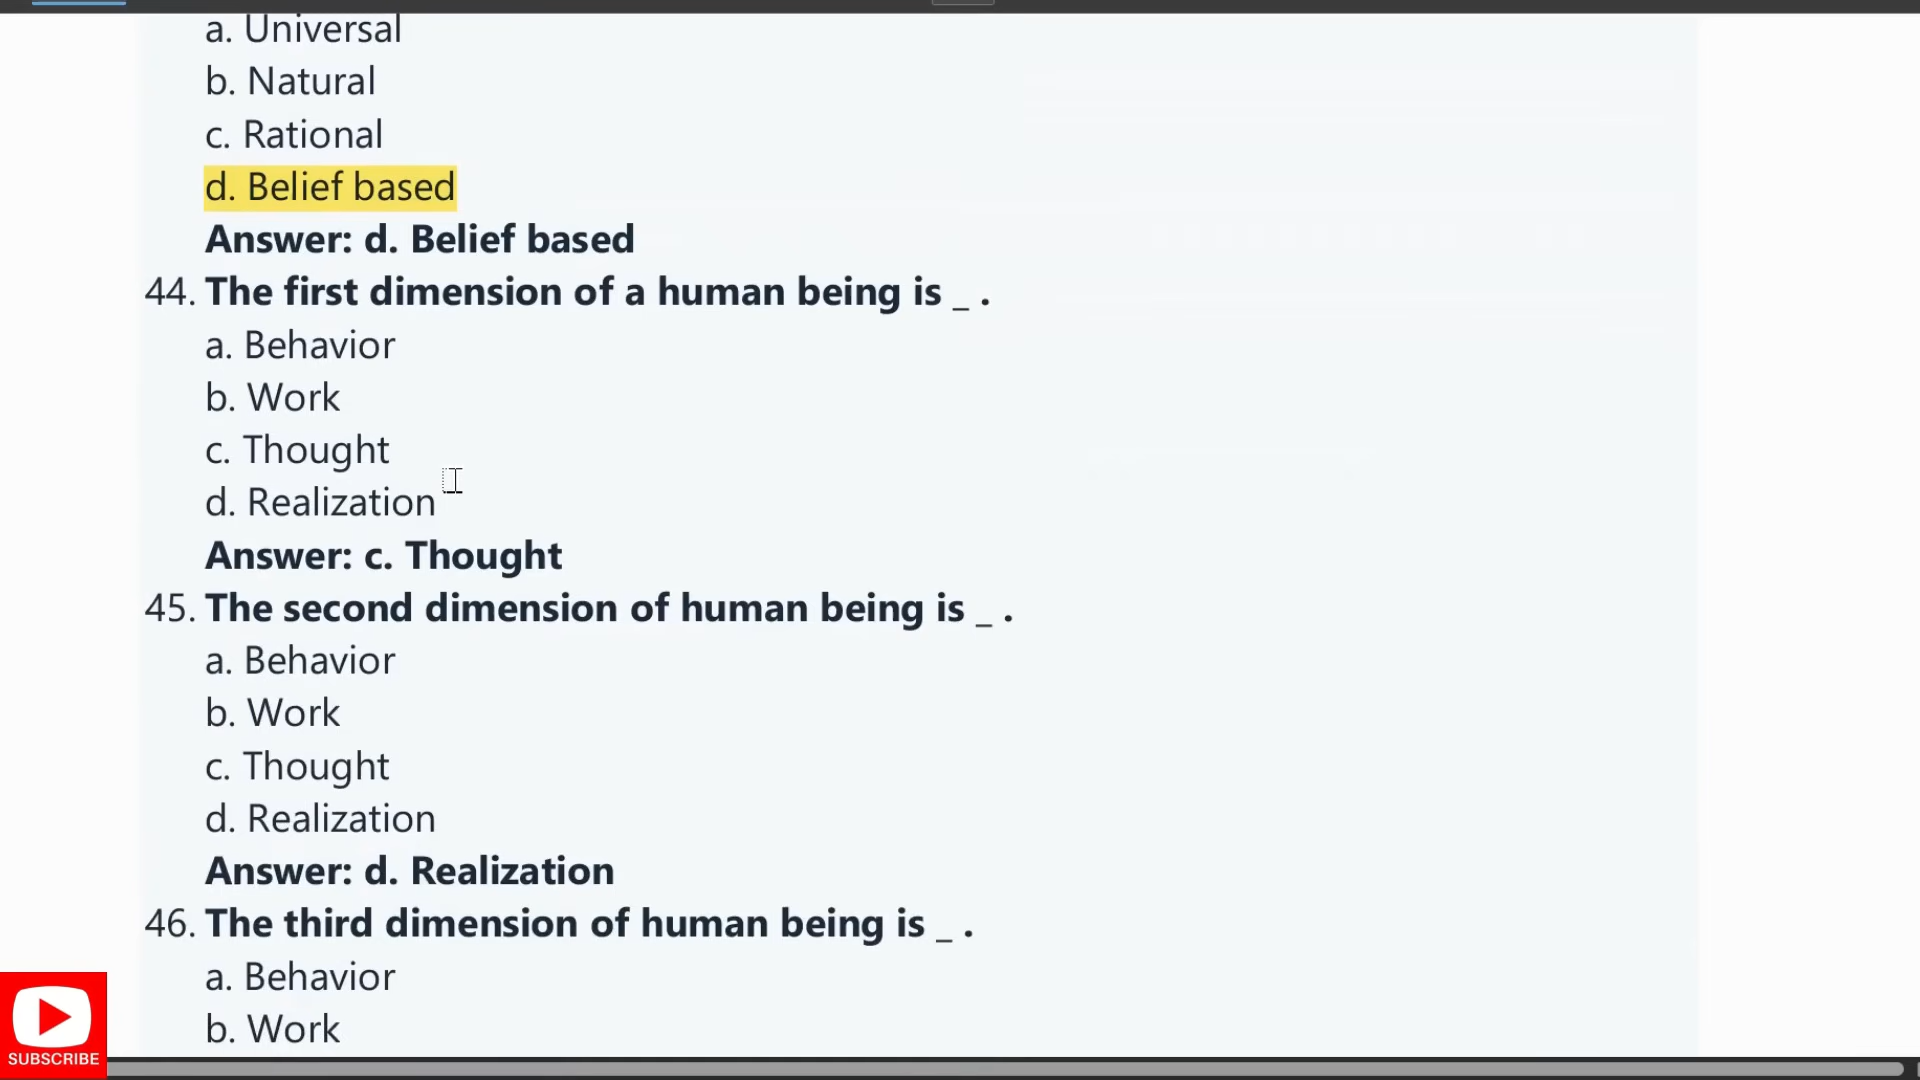 a. Universal
b. Natural
c. Rational
d. Belief based
Answer: d. Belief based
44. The first dimension of a human being is _ .
a. Behavior
b. Work
c. Thought
d. Realization
Answer: c. Thought
45. The second dimension of human being is _ .
a. Behavior
b. Work
c. Thought
d. Realization
Answer: d. Realization
46. The third dimension of human being is _ .
a. Behavior
b. Work
SUBSCRIBE